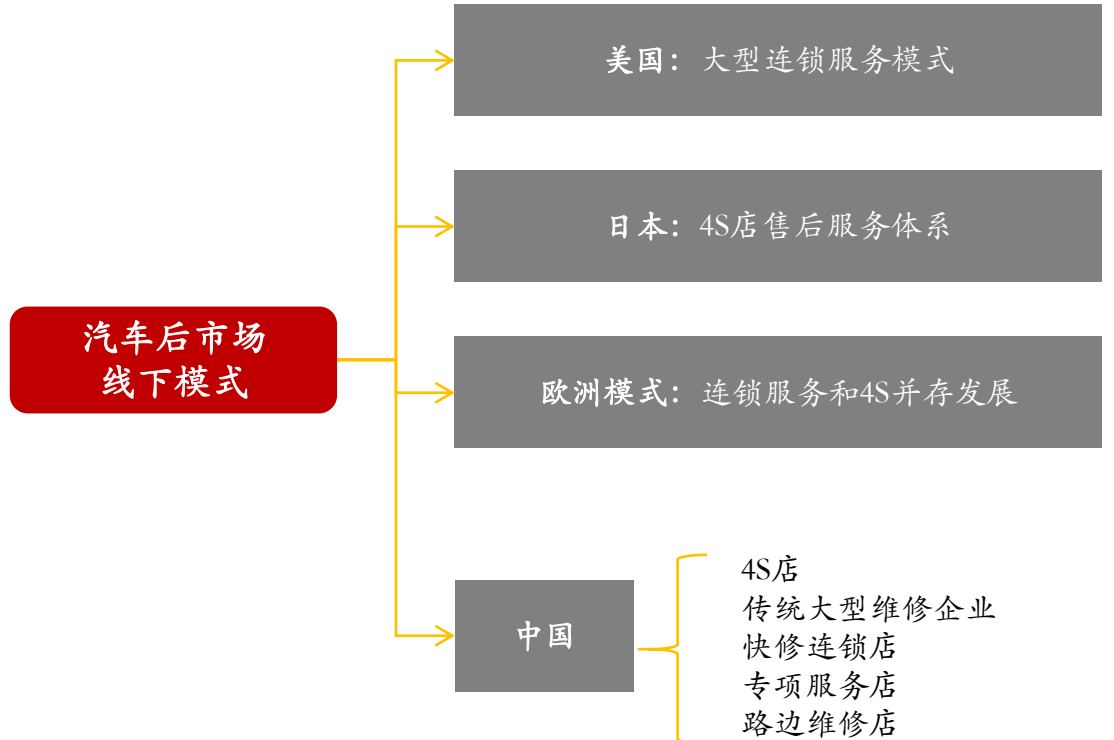 汽车后市场
线下模式
美国：大型连锁服务模式
日本：4S店售后服务体系
欧洲模式：连锁服务和4S并存发展
中国
4S店
传统大型维修企业
快修连锁店
专项服务店
路边维修店